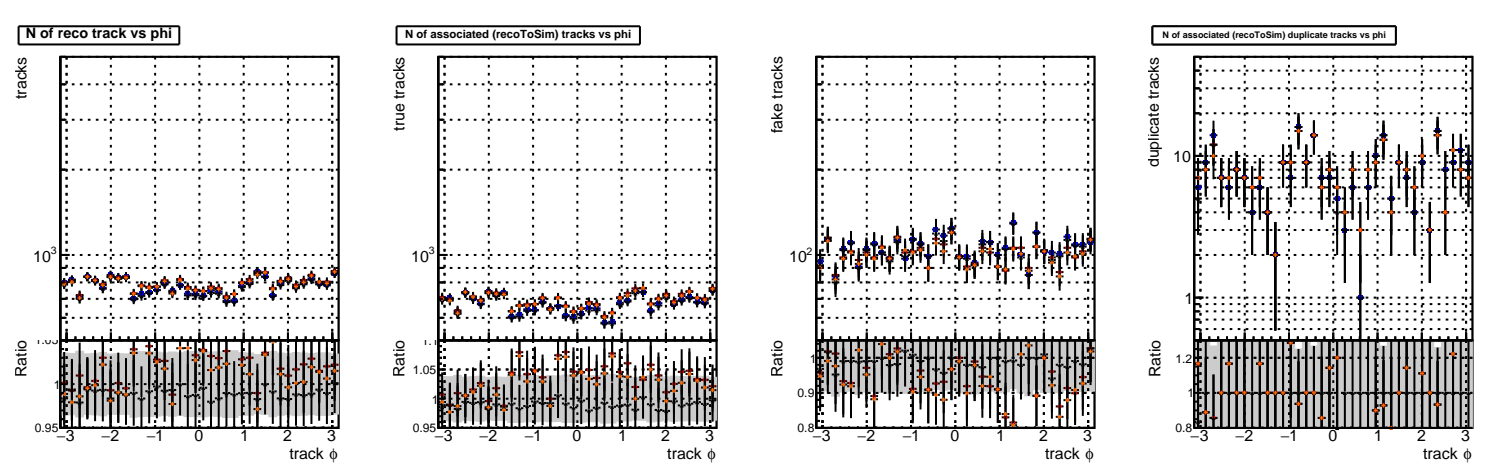 N of reco track vs phi
N of associated (recoToSim) tracks vs phi
N of associated (recoToSim) duplicate tracks vs phi
tracks
10³
Ratio
1
0.95
−3 −2 −1 0 1 2 3
track ϕ
true tracks
10³
Ratio
1.05
1
0.95
−3 −2 −1 0 1 2 3
track ϕ
fake tracks
10²
Ratio
1
0.9
0.8
−3 −2 −1 0 1 2 3
track ϕ
duplicate tracks
10
1
Ratio
1.2
1
0.8
−3 −2 −1 0 1 2 3
track ϕ